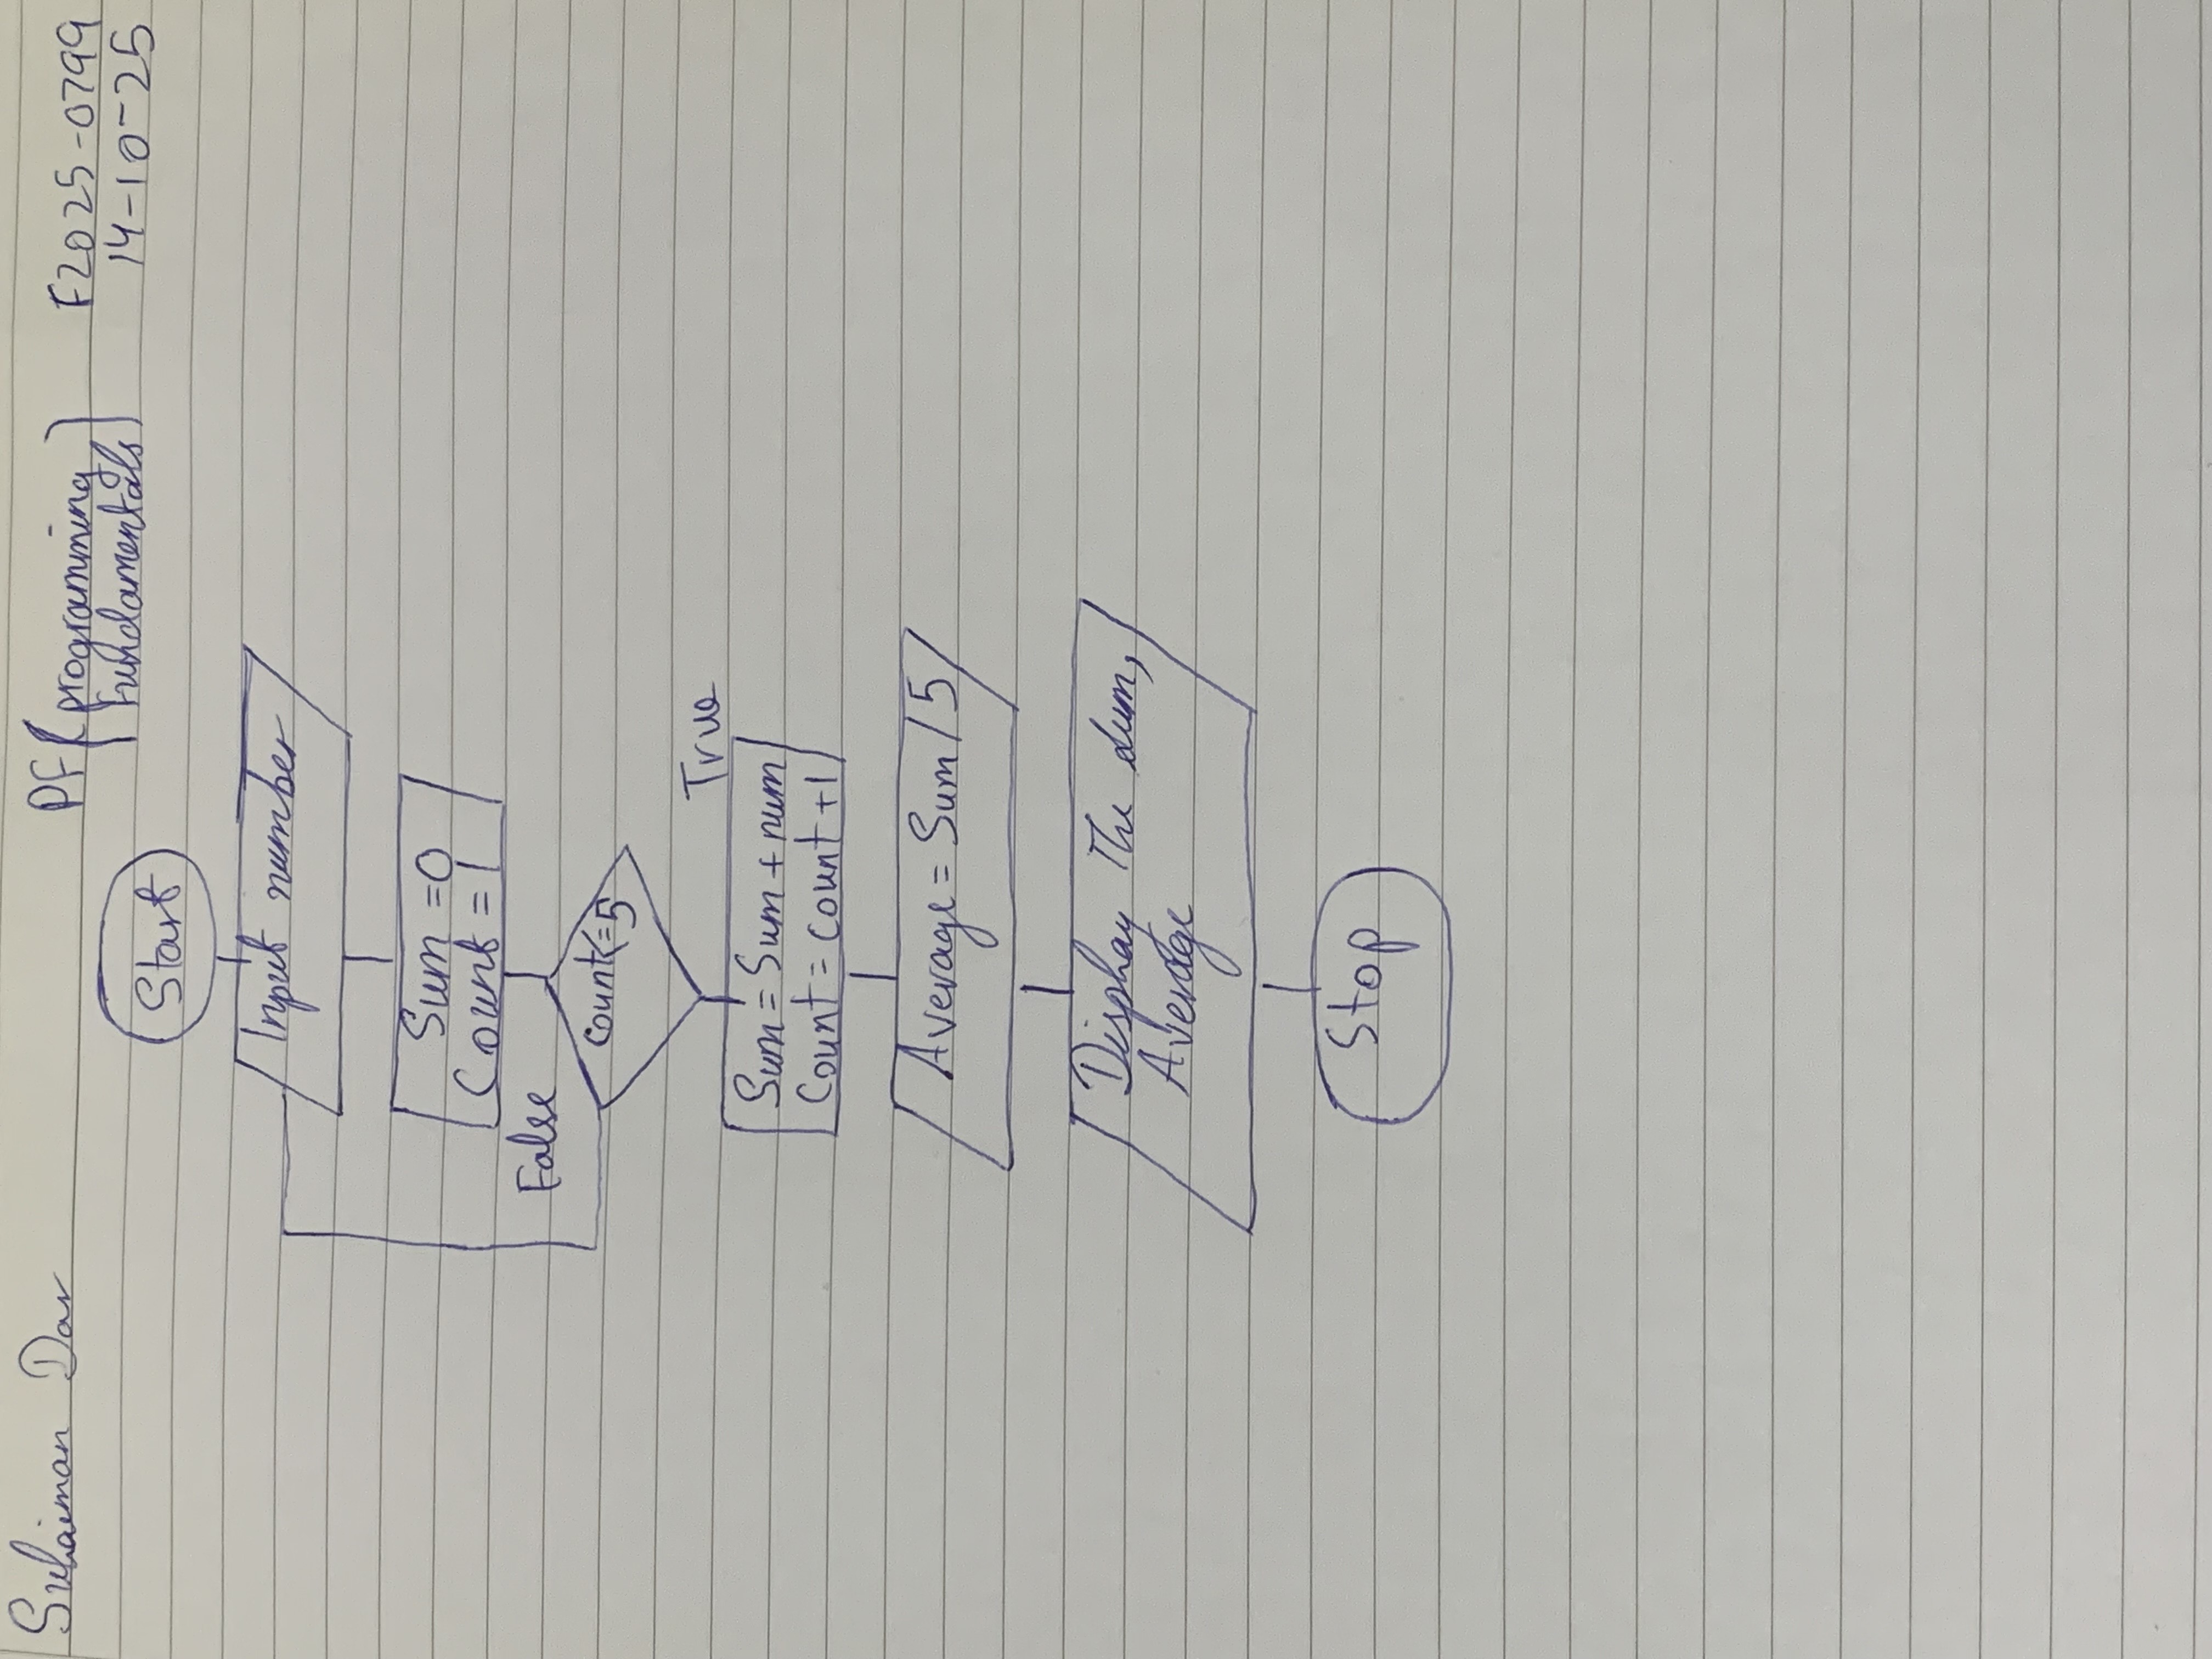 Suhaiman Dar
PF (programming
Fundamentals)
F2025-0799
14-10-25
Start
Input number
Sum =0
Count = 1
False
count<=5
True
Sum = Sum + num
Count = count +1
Average = Sum / 5
Display The sum,
Average
Stop